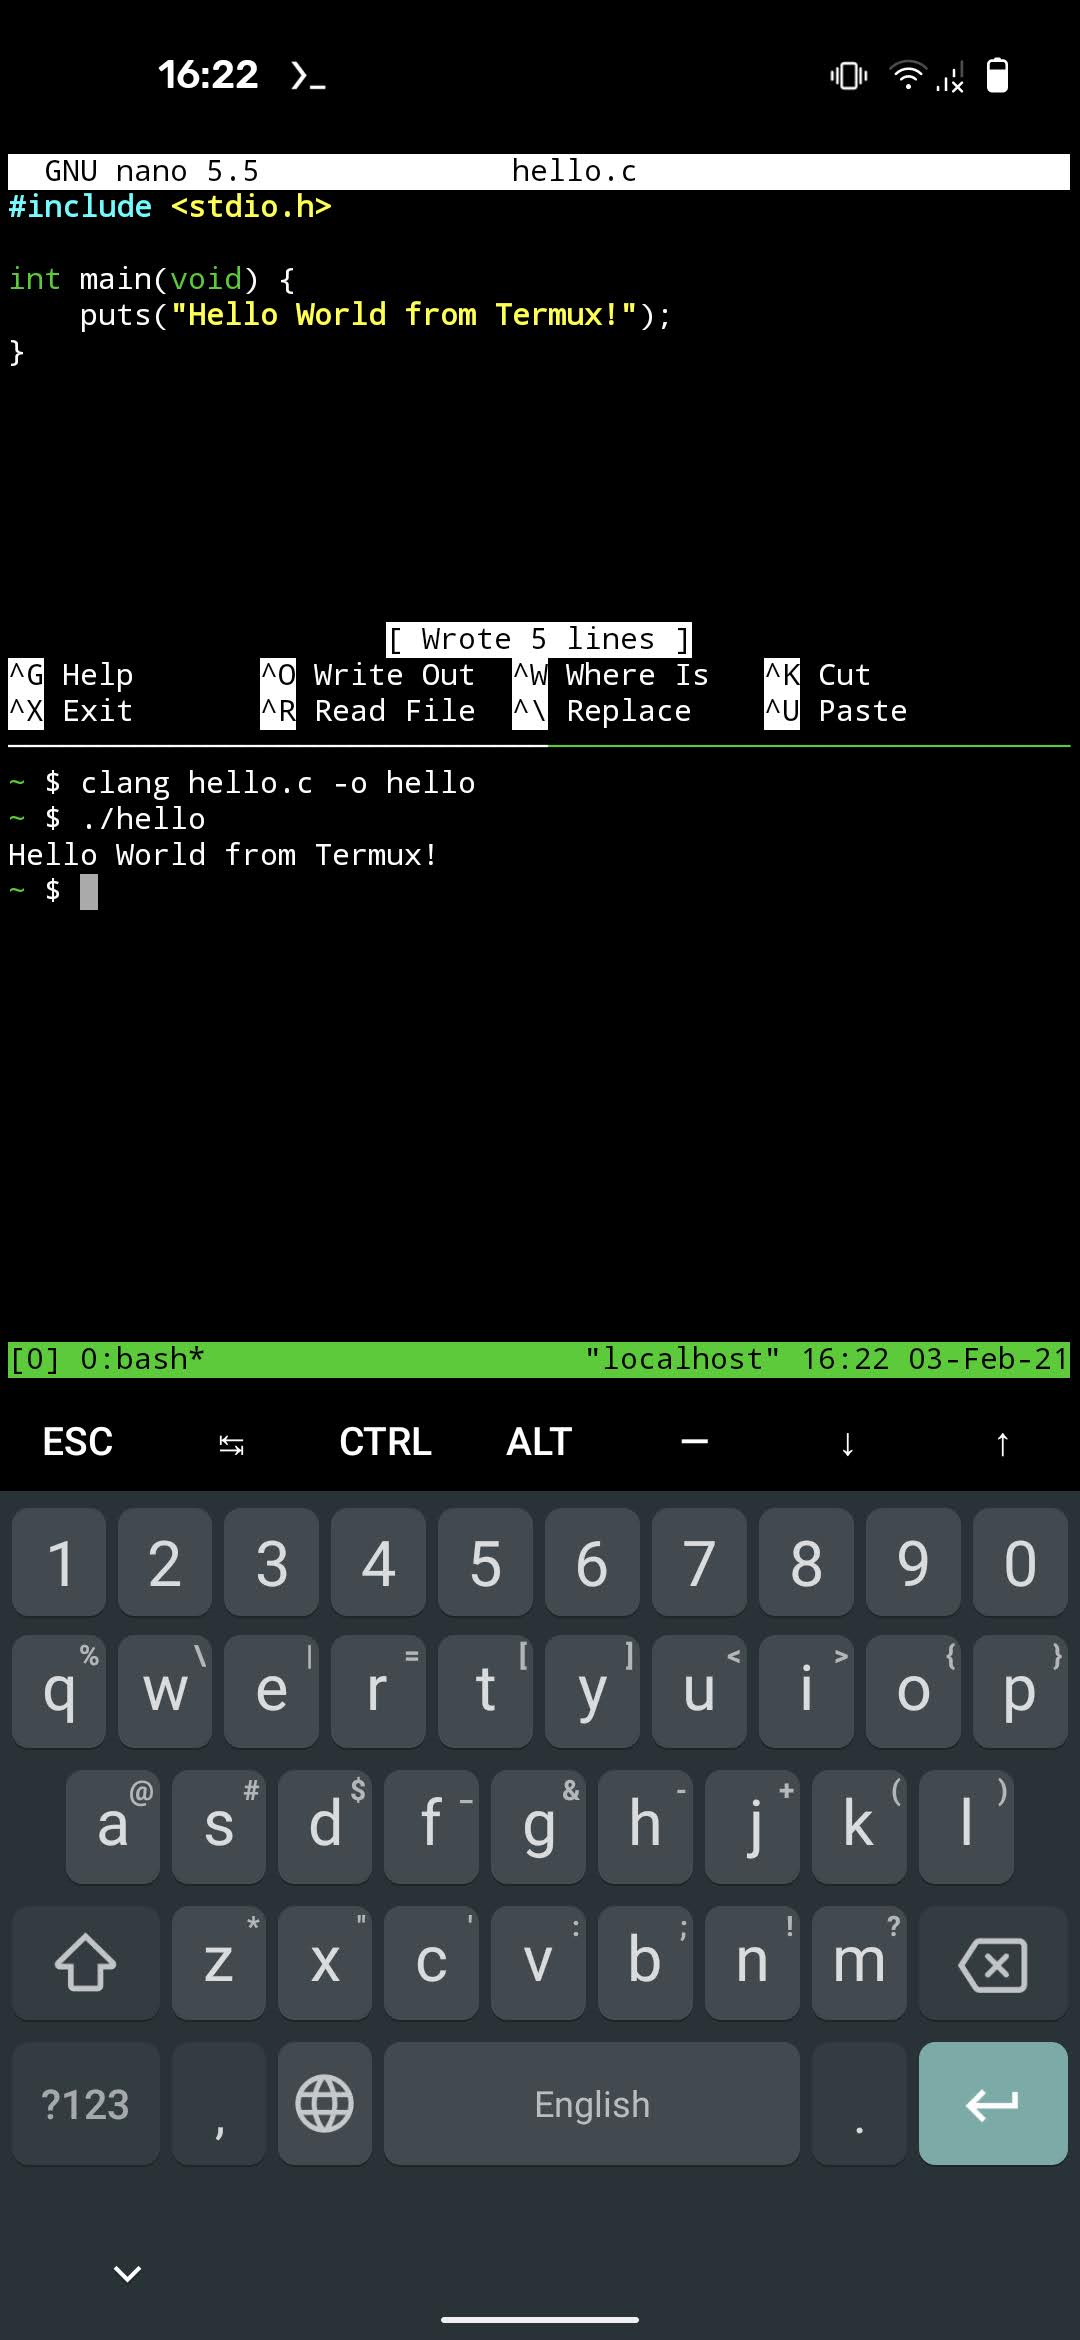 16:22
GNU nano 5.5 hello.c
#include <stdio.h>
int main(void) {
    puts("Hello World from Termux!");
}
[ Wrote 5 lines ]
^G Help ^O Write Out ^W Where Is ^K Cut
^X Exit ^R Read File ^\ Replace ^U Paste
~ $ clang hello.c -o hello
~ $ ./hello
Hello World from Termux!
~ $
[0] 0:bash* "localhost" 16:22 03-Feb-21
ESC ↹ CTRL ALT – ↓ ↑
1 2 3 4 5 6 7 8 9 0
q % w \ e | r = t [ y ] u < i > o { p }
a @ s # d $ f _ g & h - j + k ( l )
z * x " c ' v : b ; n ! m ?
?123 , English .